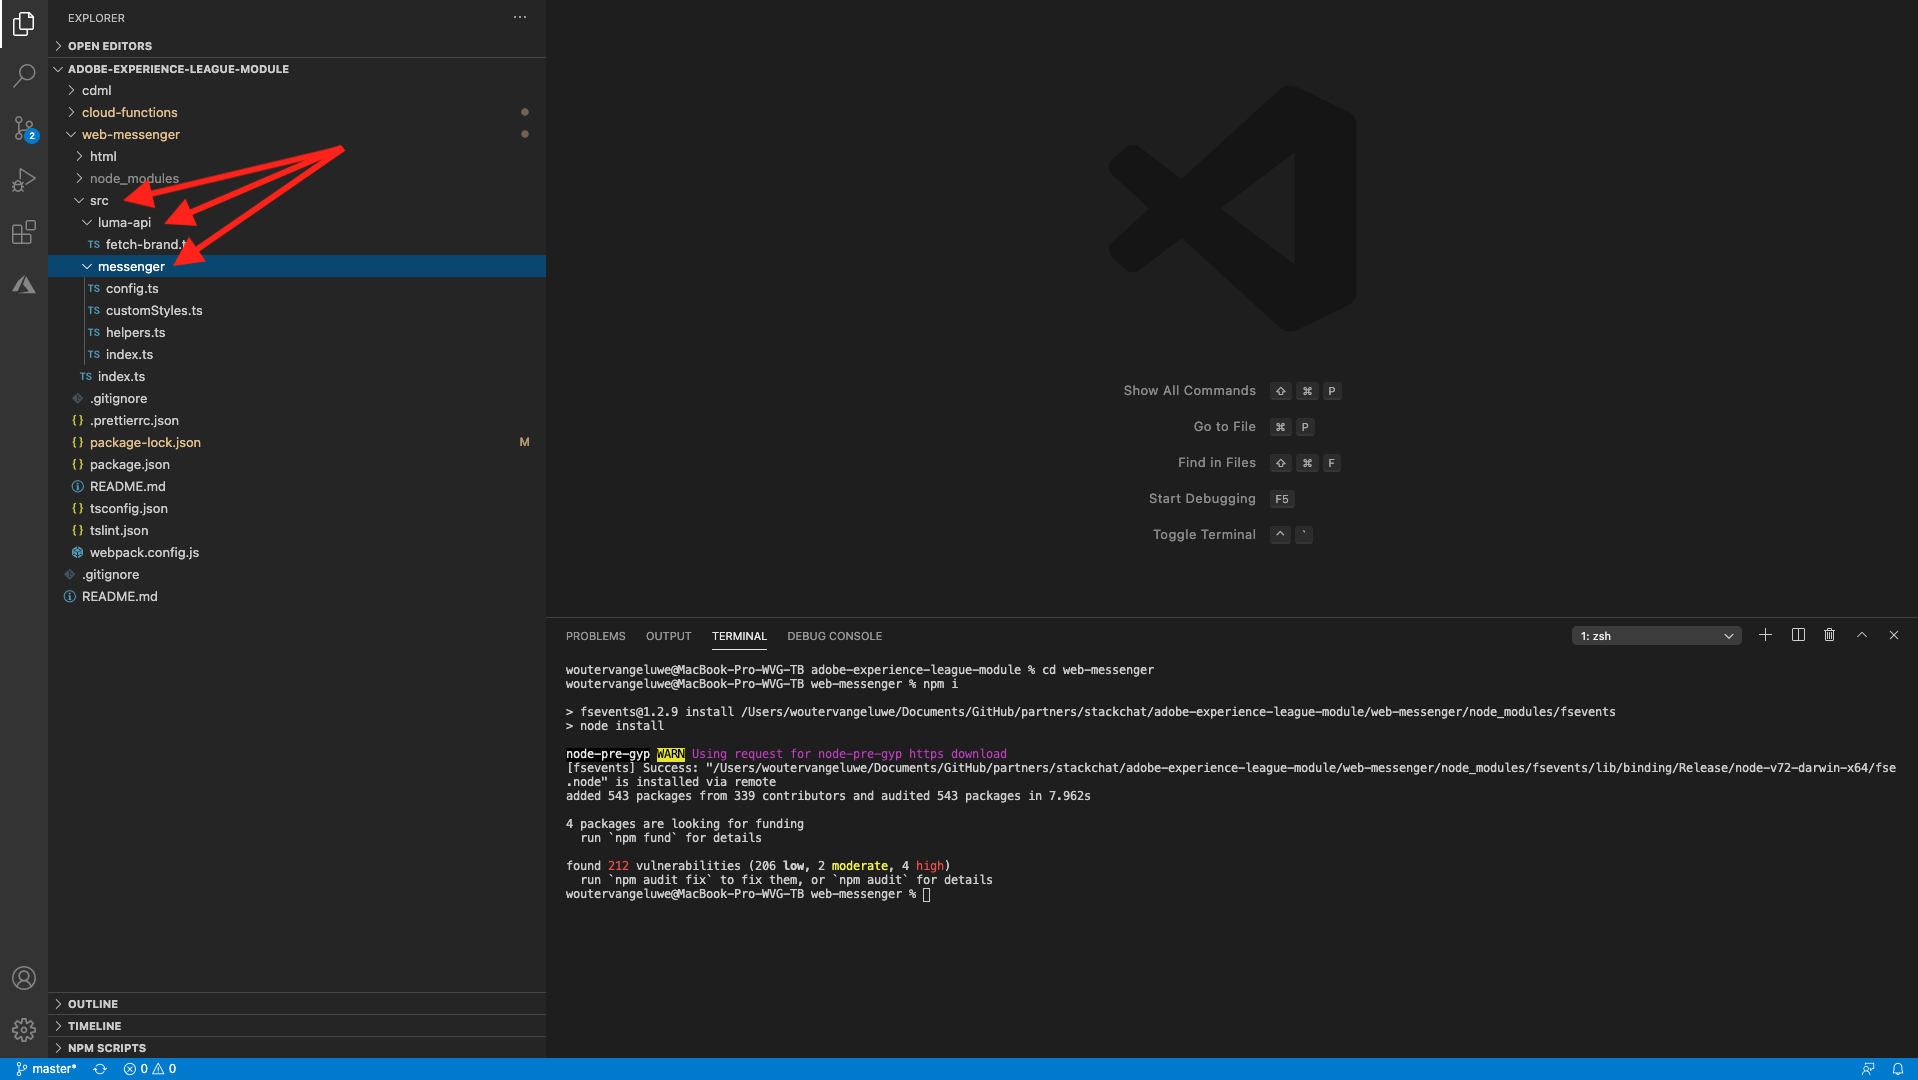 EXPLORER
OPEN EDITORS
ADOBE-EXPERIENCE-LEAGUE-MODULE
cdml
cloud-functions
web-messenger
html
node_modules
src
luma-api
TS fetch-brand.t
messenger
TS config.ts
TS customStyles.ts
TS helpers.ts
TS index.ts
TS index.ts
.gitignore
{} .prettierrc.json
{} package-lock.json M
{} package.json
README.md
{} tsconfig.json
{} tslint.json
webpack.config.js
.gitignore
README.md
OUTLINE
TIMELINE
NPM SCRIPTS
2
Show All Commands ⇧ ⌘ P
Go to File ⌘ P
Find in Files ⇧ ⌘ F
Start Debugging F5
Toggle Terminal ^ `
PROBLEMS OUTPUT TERMINAL DEBUG CONSOLE 1: zsh
woutervangeluwe@MacBook-Pro-WVG-TB adobe-experience-league-module % cd web-messenger
woutervangeluwe@MacBook-Pro-WVG-TB web-messenger % npm i
> fsevents@1.2.9 install /Users/woutervangeluwe/Documents/GitHub/partners/stackchat/adobe-experience-league-module/web-messenger/node_modules/fsevents
> node install
node-pre-gyp WARN Using request for node-pre-gyp https download
[fsevents] Success: "/Users/woutervangeluwe/Documents/GitHub/partners/stackchat/adobe-experience-league-module/web-messenger/node_modules/fsevents/lib/binding/Release/node-v72-darwin-x64/fse
.node" is installed via remote
added 543 packages from 339 contributors and audited 543 packages in 7.962s
4 packages are looking for funding
run `npm fund` for details
found 212 vulnerabilities (206 low, 2 moderate, 4 high)
run `npm audit fix` to fix them, or `npm audit` for details
woutervangeluwe@MacBook-Pro-WVG-TB web-messenger %
master* 0 0